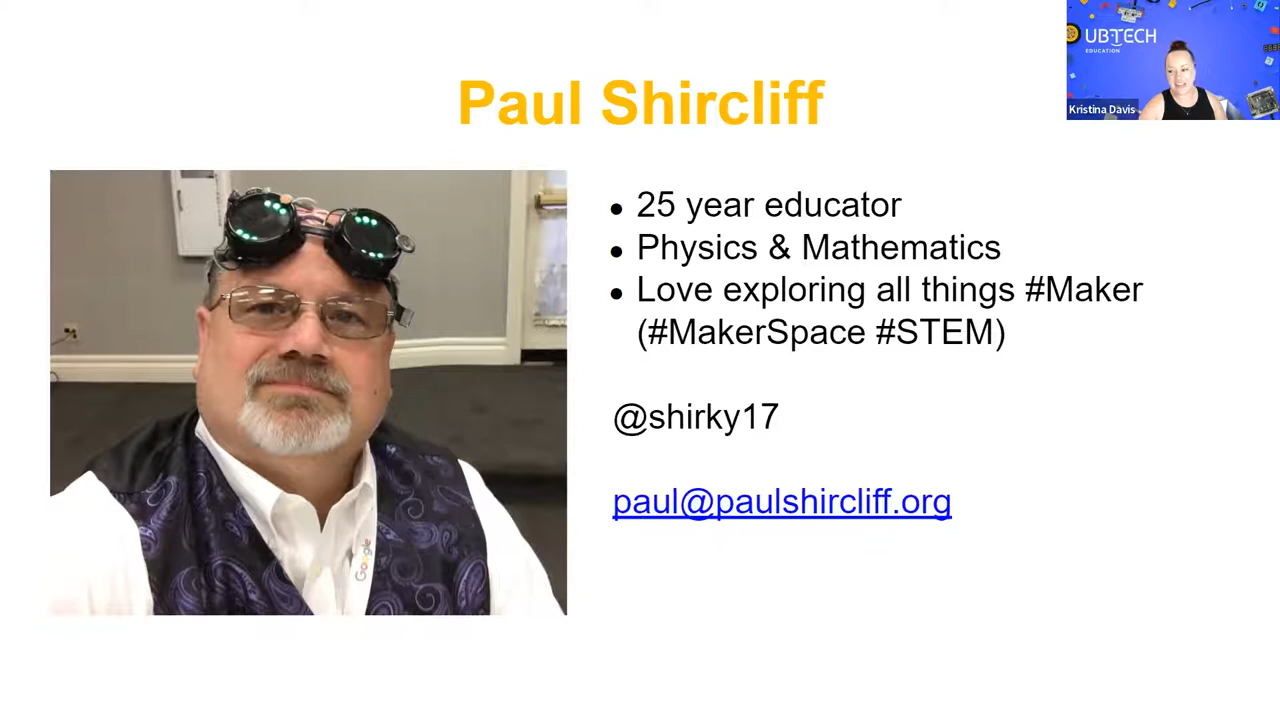 UBTECH
EDUCATION
Kristina Davis
Paul Shircliff
25 year educator
Physics & Mathematics
Love exploring all things #Maker
(#MakerSpace #STEM)
@shirky17
paul@paulshircliff.org
Google